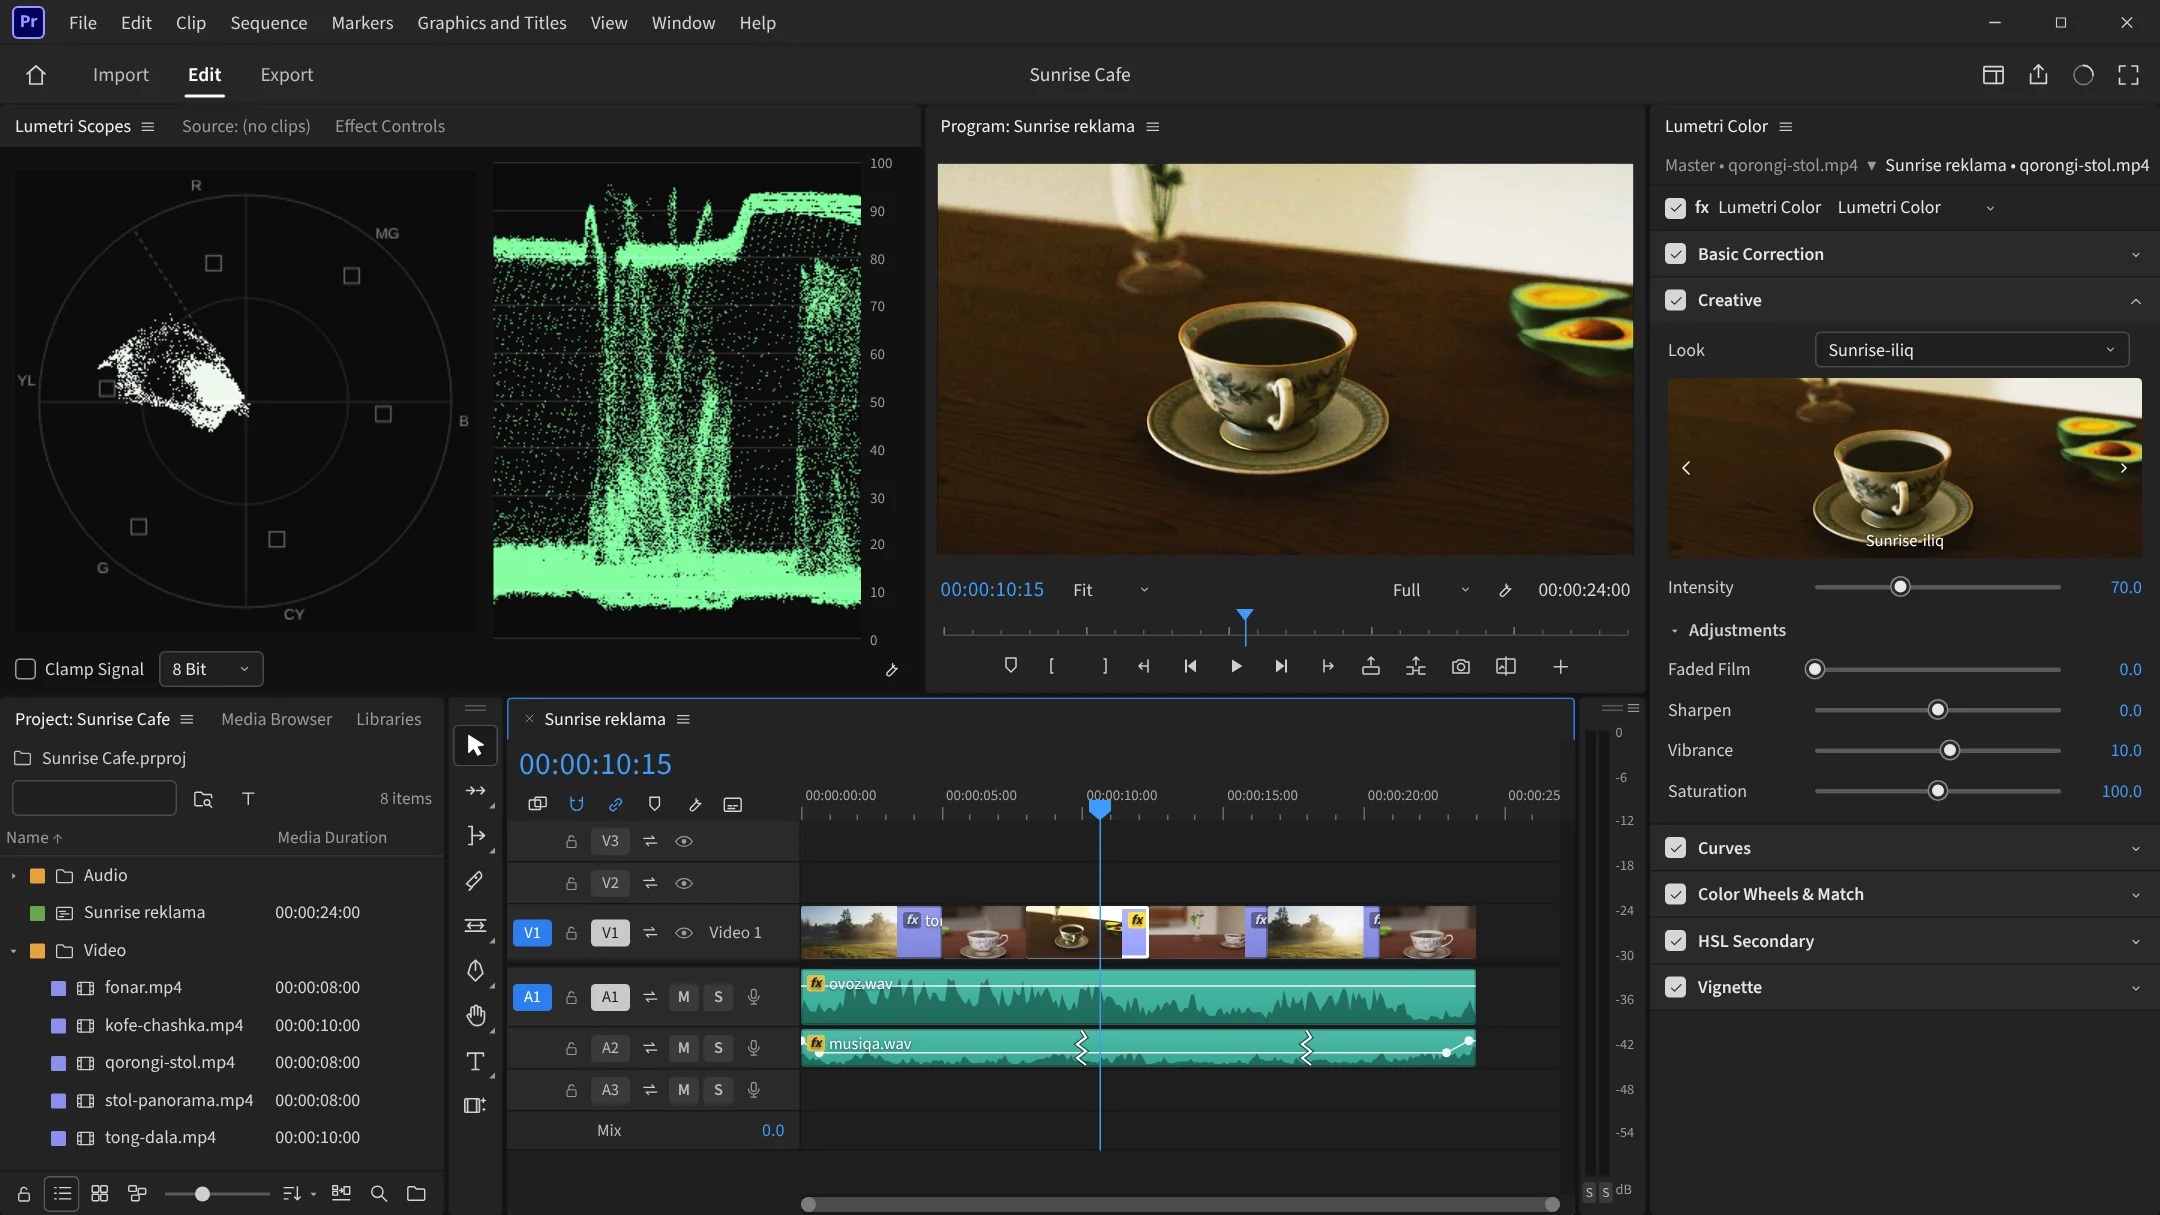 Pr File Edit Clip Sequence Markers Graphics and Titles View Window Help
Import Edit Export Sunrise Cafe
Lumetri Scopes Source: (no clips) Effect Controls
R
MG
YL
B
G
CY
100
90
80
70
60
50
40
30
20
10
0
Clamp Signal 8 Bit
Program: Sunrise reklama
00:00:10:15 Fit Full 00:00:24:00
Lumetri Color
Master • qorongi-stol.mp4 Sunrise reklama • qorongi-stol.mp4
fx Lumetri Color Lumetri Color
Basic Correction
Creative
Look Sunrise-iliq
Sunrise-iliq
Intensity 70.0
Adjustments
Faded Film 0.0
Sharpen 0.0
Vibrance 10.0
Saturation 100.0
Curves
Color Wheels & Match
HSL Secondary
Vignette
Project: Sunrise Cafe Media Browser Libraries
Sunrise Cafe.prproj
8 items
Name Media Duration
Audio
Sunrise reklama 00:00:24:00
Video
fonar.mp4 00:00:08:00
kofe-chashka.mp4 00:00:10:00
qorongi-stol.mp4 00:00:08:00
stol-panorama.mp4 00:00:08:00
tong-dala.mp4 00:00:10:00
Sunrise reklama
00:00:10:15
00:00:00:00 00:00:05:00 00:00:10:00 00:00:15:00 00:00:20:00 00:00:25
V3
V2
V1 V1 Video 1
fx fx fx
A1 A1 M S
fx ovoz.wav
A2 M S
fx musiqa.wav
A3 M S
Mix 0.0
0
-6
-12
-18
-24
-30
-36
-42
-48
-54
S S dB